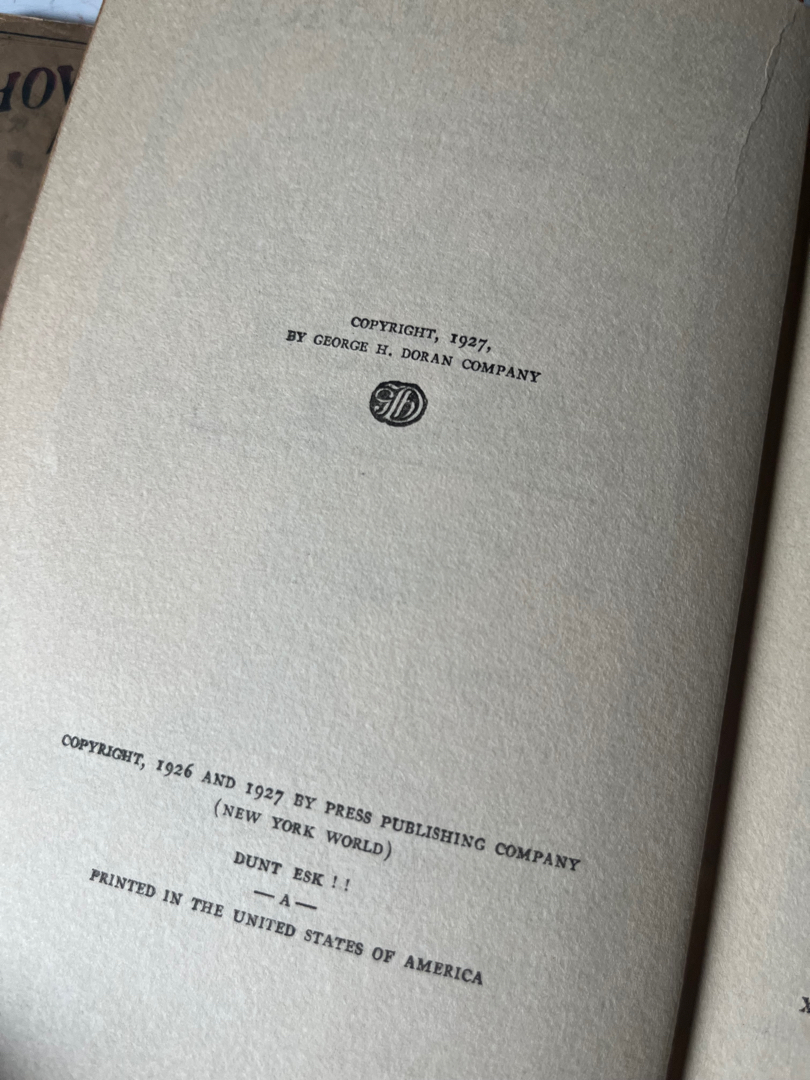 COPYRIGHT, 1927,
BY GEORGE H. DORAN COMPANY
COPYRIGHT, 1926 AND 1927 BY PRESS PUBLISHING COMPANY
(NEW YORK WORLD)
DUNT ESK ! !
— A —
PRINTED IN THE UNITED STATES OF AMERICA